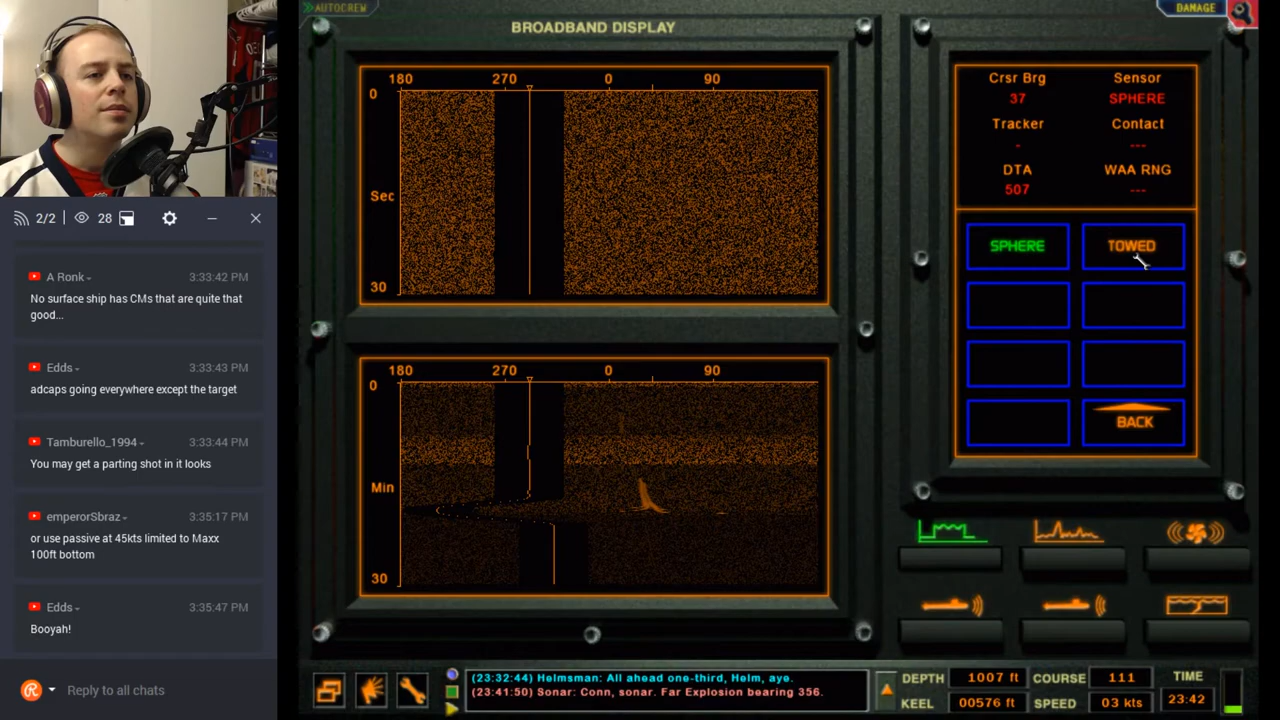 2/2 28
A Ronk 3:33:42 PM
No surface ship has CMs that are quite that
good...
Edds 3:33:43 PM
adcaps going everywhere except the target
Tamburello_1994 3:33:44 PM
You may get a parting shot in it looks
emperorSbraz 3:35:17 PM
or use passive at 45kts limited to Maxx
100ft bottom
Edds 3:35:47 PM
Booyah!
Reply to all chats
AUTOCREW
DAMAGE
BROADBAND DISPLAY
180 270 0 90
0
Sec
30
180 270 0 90
0
Min
30
Crsr Brg Sensor
37 SPHERE
Tracker Contact
- ---
DTA WAA RNG
507 ---
SPHERE TOWED
BACK
(23:32:44) Helmsman: All ahead one-third, Helm, aye.
(23:41:50) Sonar: Conn, sonar. Far Explosion bearing 356.
DEPTH 1007 ft COURSE 111 TIME
KEEL 00576 ft SPEED 03 kts 23:42